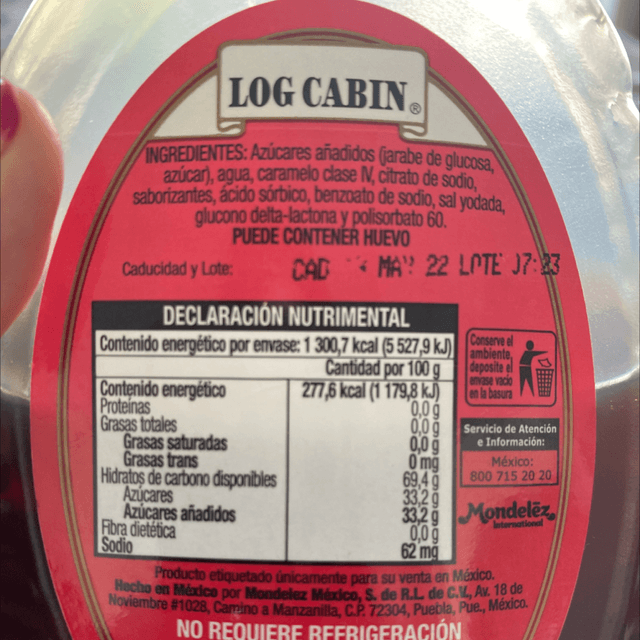 LOG CABIN®
INGREDIENTES: Azúcares añadidos (jarabe de glucosa,
azúcar), agua, caramelo clase IV, citrato de sodio,
saborizantes, ácido sórbico, benzoato de sodio, sal yodada,
glucono delta-lactona y polisorbato 60.
PUEDE CONTENER HUEVO
Caducidad y Lote: CAD 22 LOTE
DECLARACIÓN NUTRIMENTAL
Contenido energético por envase: 1 300,7 kcal (5 527,9 kJ)
Cantidad por 100 g
Contenido energético 277,6 kcal (1 179,8 kJ)
Proteínas 0,0 g
Grasas totales 0,0 g
Grasas saturadas 0,0 g
Grasas trans 0 mg
Hidratos de carbono disponibles 69,4 g
Azúcares 33,2 g
Azúcares añadidos 33,2 g
Fibra dietética 0,0 g
Sodio 62 mg
Conserve el
ambiente,
deposite el
envase vacío
en la basura
Servicio de Atención
e Información:
México:
800 715 20 20
Mondelēz
International
Producto etiquetado únicamente para su venta en México.
Hecho en México por Mondelez México, S. de R.L. de C.V., Av. 18 de
Noviembre #1028, Camino a Manzanilla, C.P. 72304, Puebla, Pue., México.
NO REQUIERE REFRIGERACIÓN